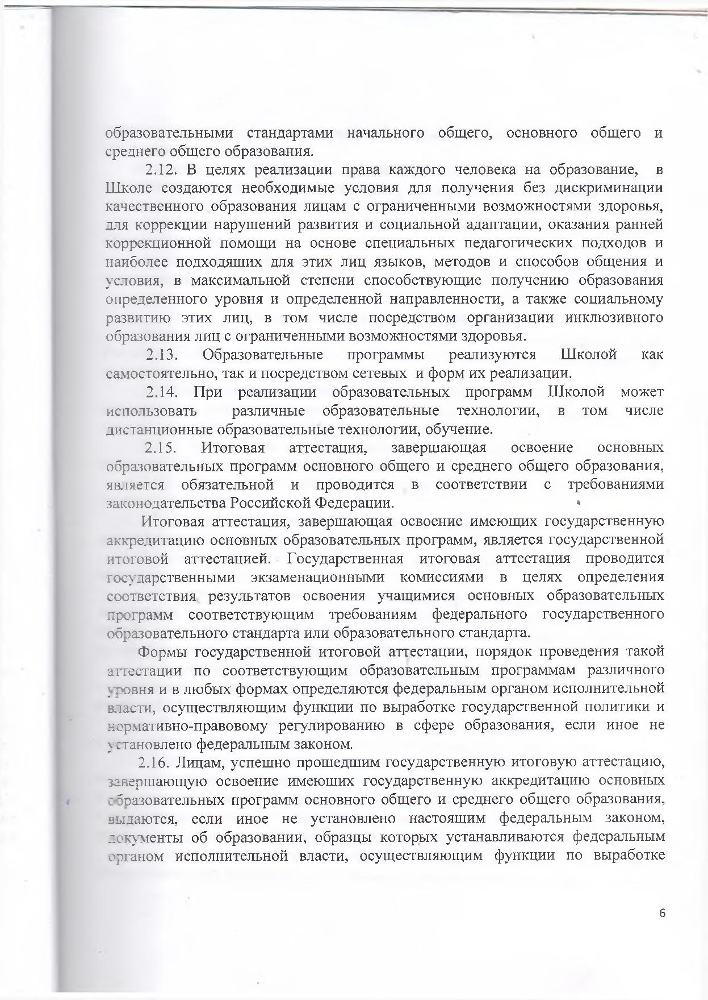 образовательными стандартами начального общего, основного общего и
среднего общего образования.
2.12. В целях реализации права каждого человека на образование, в
Школе создаются необходимые условия для получения без дискриминации
качественного образования лицам с ограниченными возможностями здоровья,
для коррекции нарушений развития и социальной адаптации, оказания ранней
коррекционной помощи на основе специальных педагогических подходов и
наиболее подходящих для этих лиц языков, методов и способов общения и
условия, в максимальной степени способствующие получению образования
определенного уровня и определенной направленности, а также социальному
развитию этих лиц, в том числе посредством организации инклюзивного
образования лиц с ограниченными возможностями здоровья.
2.13. Образовательные программы реализуются Школой как
самостоятельно, так и посредством сетевых и форм их реализации.
2.14. При реализации образовательных программ Школой может
использовать различные образовательные технологии, в том числе
дистанционные образовательные технологии, обучение.
2.15. Итоговая аттестация, завершающая освоение основных
образовательных программ основного общего и среднего общего образования,
является обязательной и проводится в соответствии с требованиями
законодательства Российской Федерации.
Итоговая аттестация, завершающая освоение имеющих государственную
аккредитацию основных образовательных программ, является государственной
итоговой аттестацией. Государственная итоговая аттестация проводится
государственными экзаменационными комиссиями в целях определения
соответствия результатов освоения учащимися основных образовательных
программ соответствующим требованиям федерального государственного
образовательного стандарта или образовательного стандарта.
Формы государственной итоговой аттестации, порядок проведения такой
аттестации по соответствующим образовательным программам различного
уровня и в любых формах определяются федеральным органом исполнительной
власти, осуществляющим функции по выработке государственной политики и
нормативно-правовому регулированию в сфере образования, если иное не
установлено федеральным законом.
2.16. Лицам, успешно прошедшим государственную итоговую аттестацию,
завершающую освоение имеющих государственную аккредитацию основных
образовательных программ основного общего и среднего общего образования,
выдаются, если иное не установлено настоящим федеральным законом,
документы об образовании, образцы которых устанавливаются федеральным
органом исполнительной власти, осуществляющим функции по выработке
6